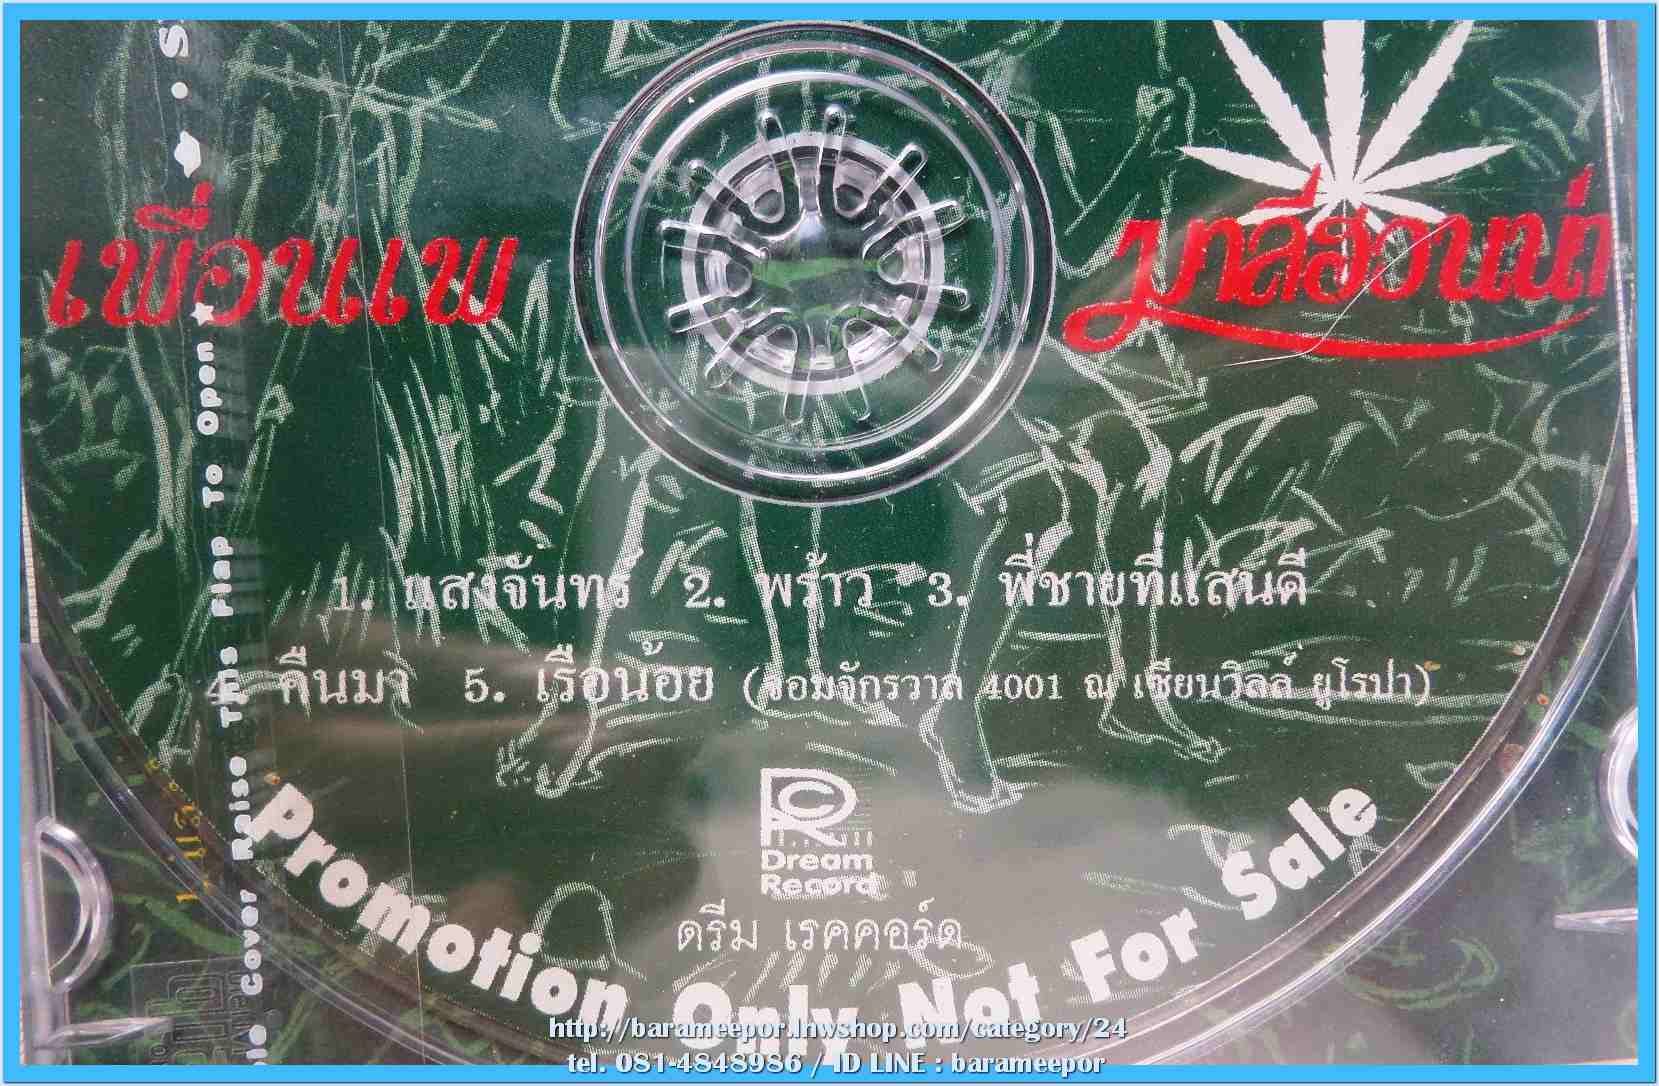 เพื่อนแพ
มาลีฮวนน่า
1. แสงจันทร์ 2. พร้าว 3. พี่ชายที่แสนดี
4. คืนมา 5. เรือน้อย (จอมจักรวาล 4001 ณ เซียนวิลล์ ยูโรปา)
Dream
Record
ดรีม เรคคอร์ด
Promotion Only Not For Sale
Cover Raise This Flap To Open
http://barameepor.lnwshop.com/category/24
tel. 081-4848986 / ID LINE : barameepor